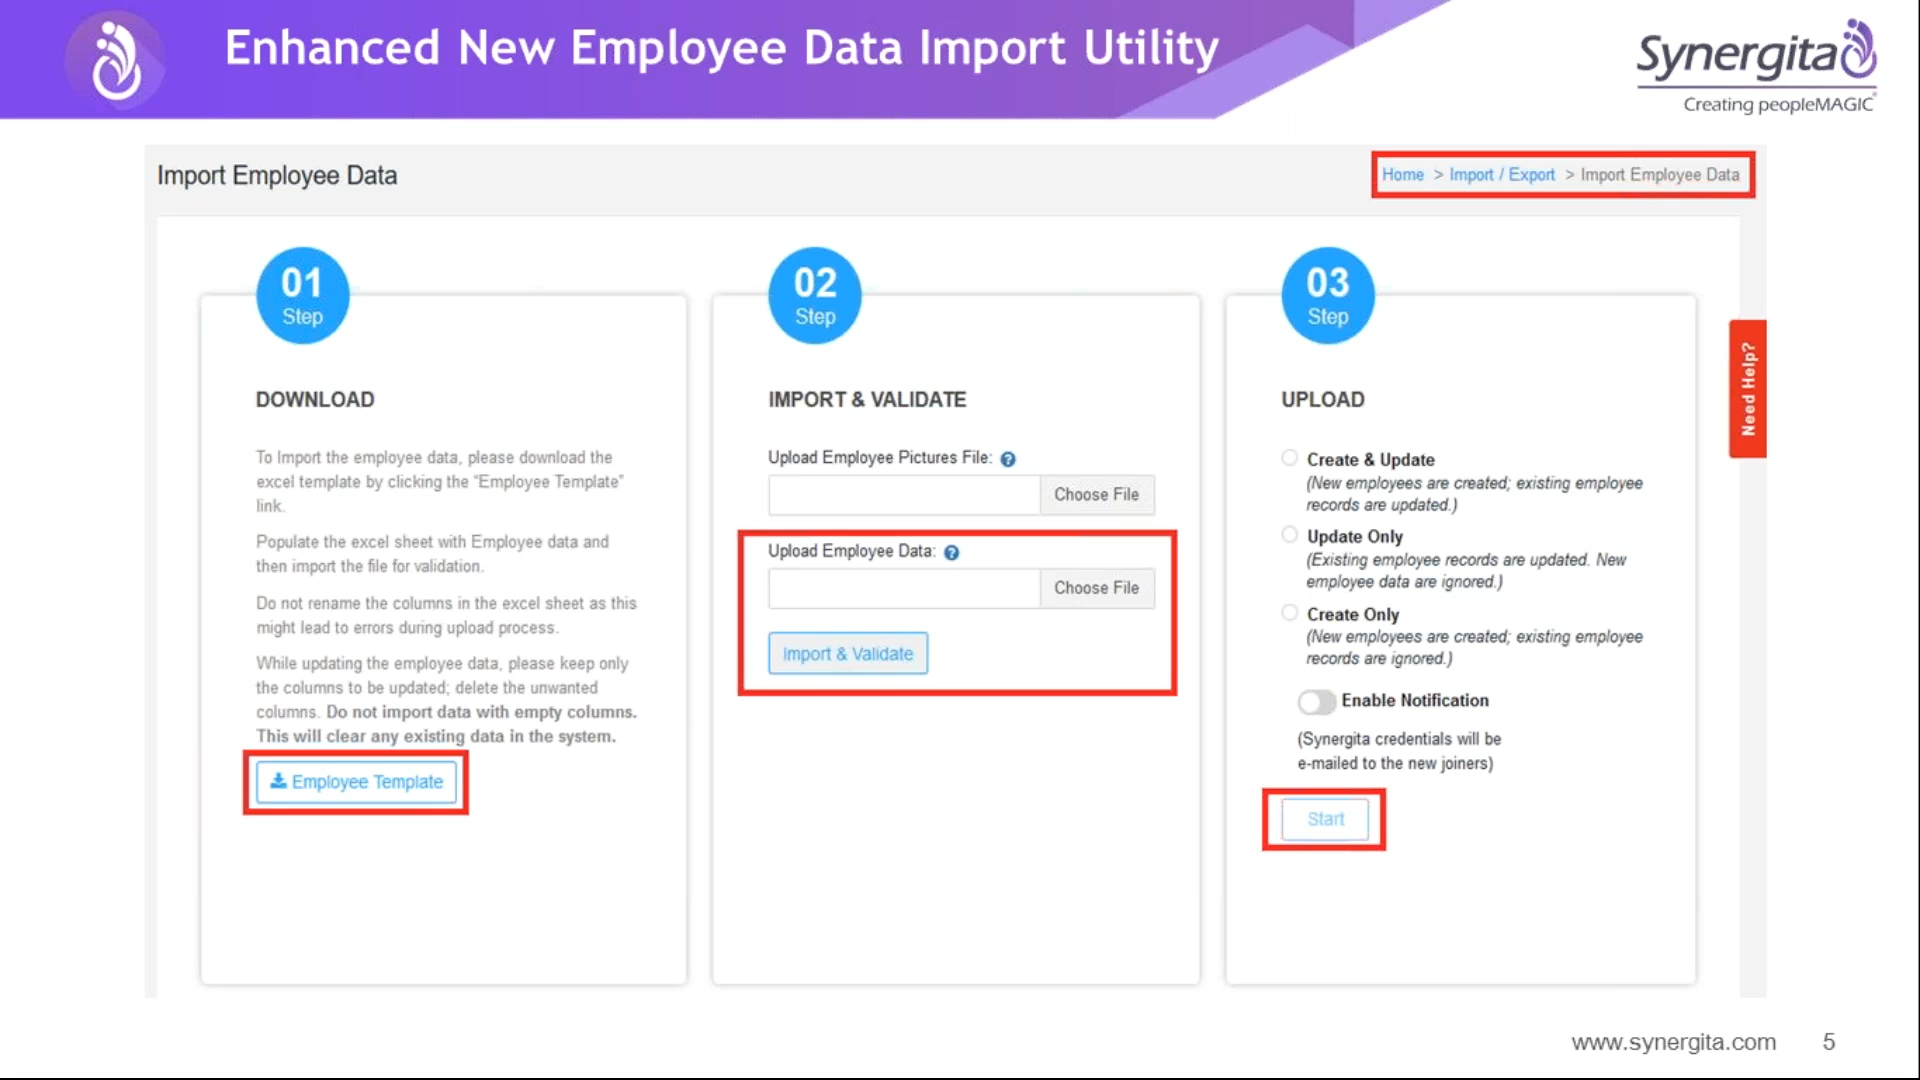 Enhanced New Employee Data Import Utility
Synergita
Creating peopleMAGIC
Import Employee Data
Home > Import / Export > Import Employee Data
01
Step
DOWNLOAD
To Import the employee data, please download the
excel template by clicking the "Employee Template"
link.
Populate the excel sheet with Employee data and
then import the file for validation.
Do not rename the columns in the excel sheet as this
might lead to errors during upload process.
While updating the employee data, please keep only
the columns to be updated; delete the unwanted
columns. Do not import data with empty columns.
This will clear any existing data in the system.
Employee Template
02
Step
IMPORT & VALIDATE
Upload Employee Pictures File: ?
Choose File
Upload Employee Data: ?
Choose File
Import & Validate
03
Step
UPLOAD
Create & Update
(New employees are created; existing employee
records are updated.)
Update Only
(Existing employee records are updated. New
employee data are ignored.)
Create Only
(New employees are created; existing employee
records are ignored.)
Enable Notification
(Synergita credentials will be
e-mailed to the new joiners)
Start
Need Help?
www.synergita.com 5